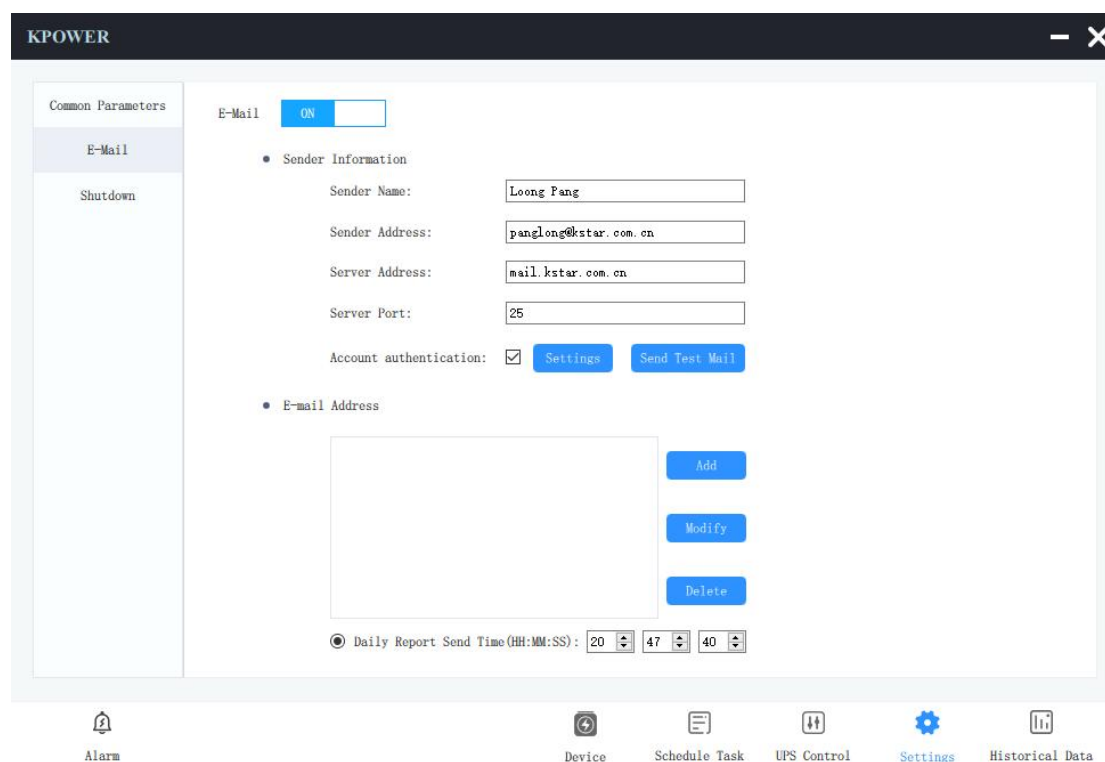 KPOWER
Common Parameters
E-Mail
Shutdown
E-Mail ON
Sender Information
Sender Name: Loong Pang
Sender Address: panglong@kstar.com.cn
Server Address: mail.kstar.com.cn
Server Port: 25
Account authentication: Settings Send Test Mail
E-mail Address
Add
Modify
Delete
Daily Report Send Time(HH:MM:SS): 20 47 40
Alarm Device Schedule Task UPS Control Settings Historical Data